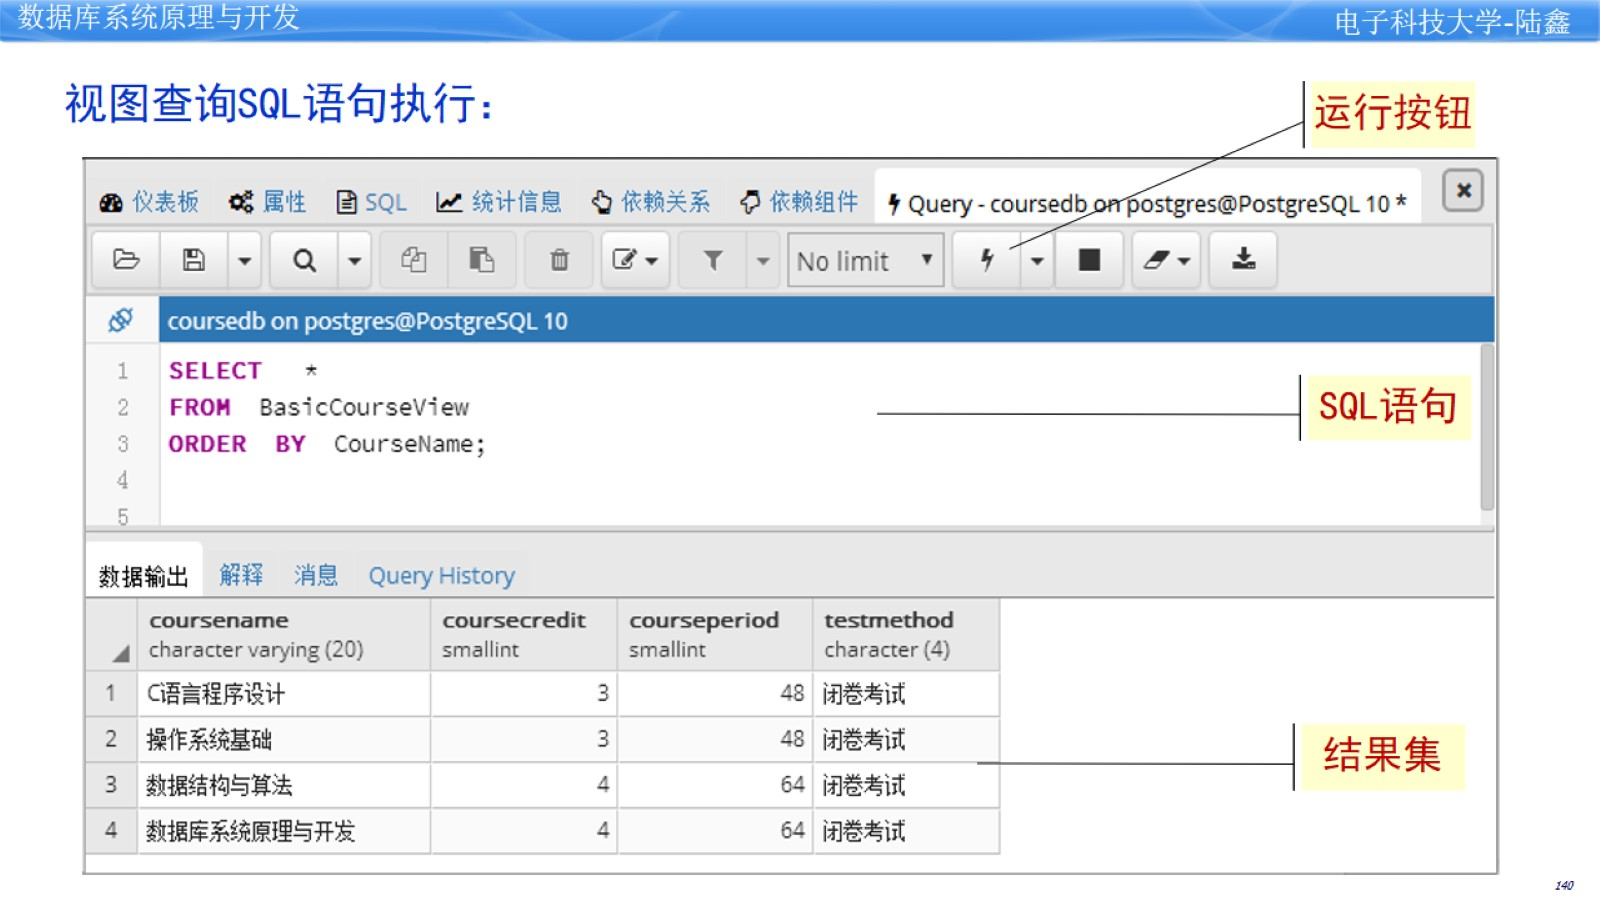 数据库系统原理与开发
电子科技大学-陆鑫
视图查询SQL语句执行：
运行按钮
仪表板 属性 SQL 统计信息 依赖关系 依赖组件 Query - coursedb on postgres@PostgreSQL 10 *
No limit
coursedb on postgres@PostgreSQL 10
1 SELECT *
2 FROM BasicCourseView
3 ORDER BY CourseName;
4
5
SQL语句
数据输出 解释 消息 Query History
coursename coursecredit courseperiod testmethod
character varying (20) smallint smallint character (4)
1 C语言程序设计 3 48 闭卷考试
2 操作系统基础 3 48 闭卷考试
3 数据结构与算法 4 64 闭卷考试
4 数据库系统原理与开发 4 64 闭卷考试
结果集
140